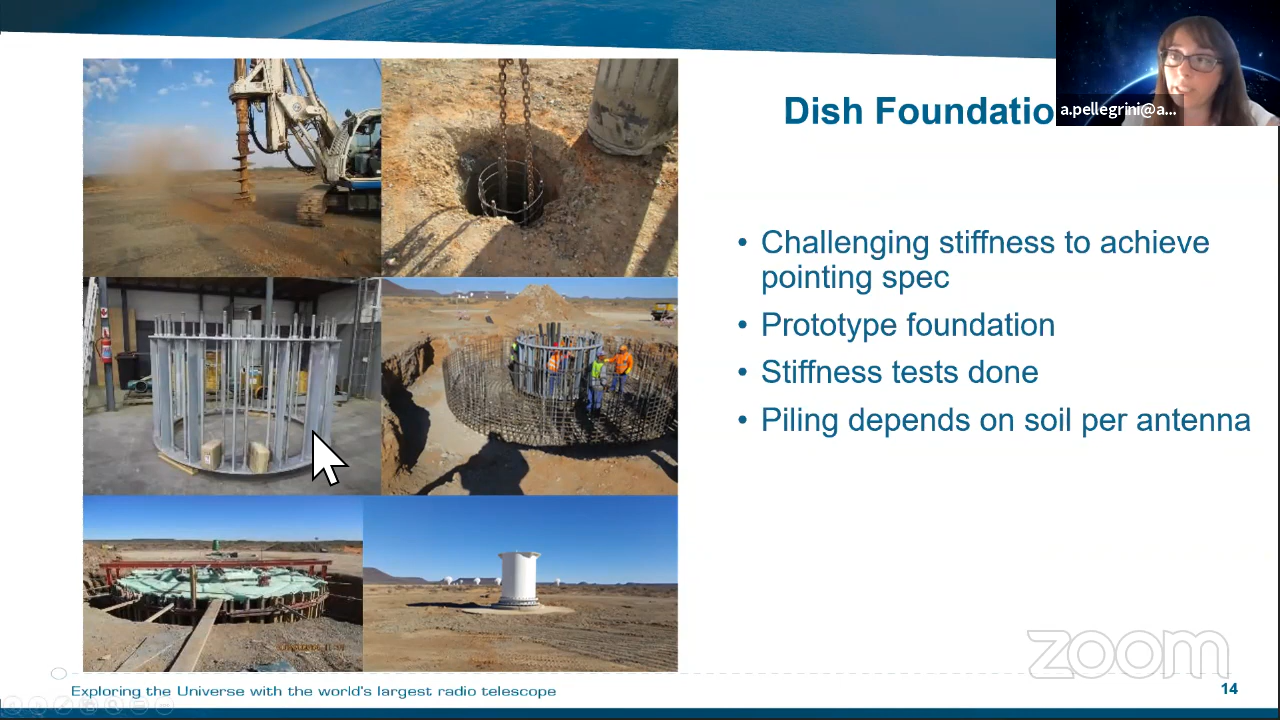 Dish Foundatio
a.pellegrini@a...
• Challenging stiffness to achieve
pointing spec
• Prototype foundation
• Stiffness tests done
• Piling depends on soil per antenna
zoom
Exploring the Universe with the world's largest radio telescope
14